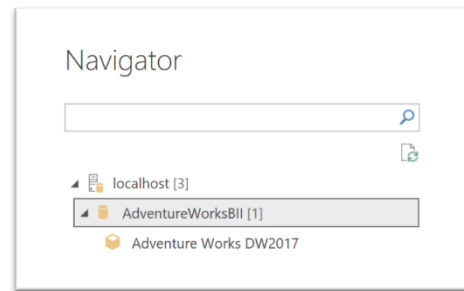 Navigator
localhost [3]
AdventureWorksBII [1]
Adventure Works DW2017